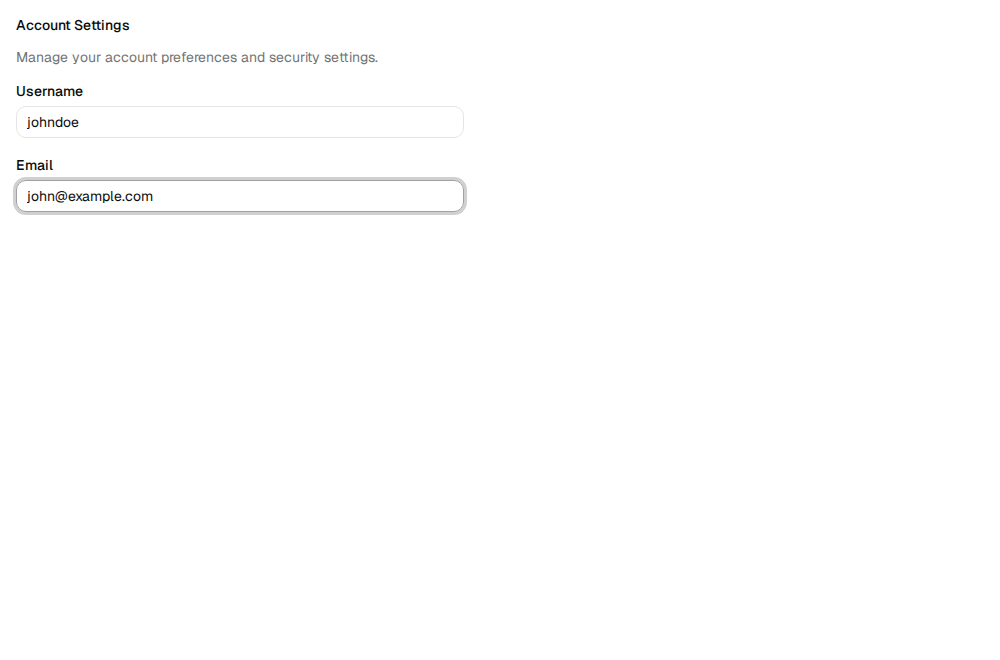 Account Settings
Manage your account preferences and security settings.
Username
johndoe
Email
john@example.com